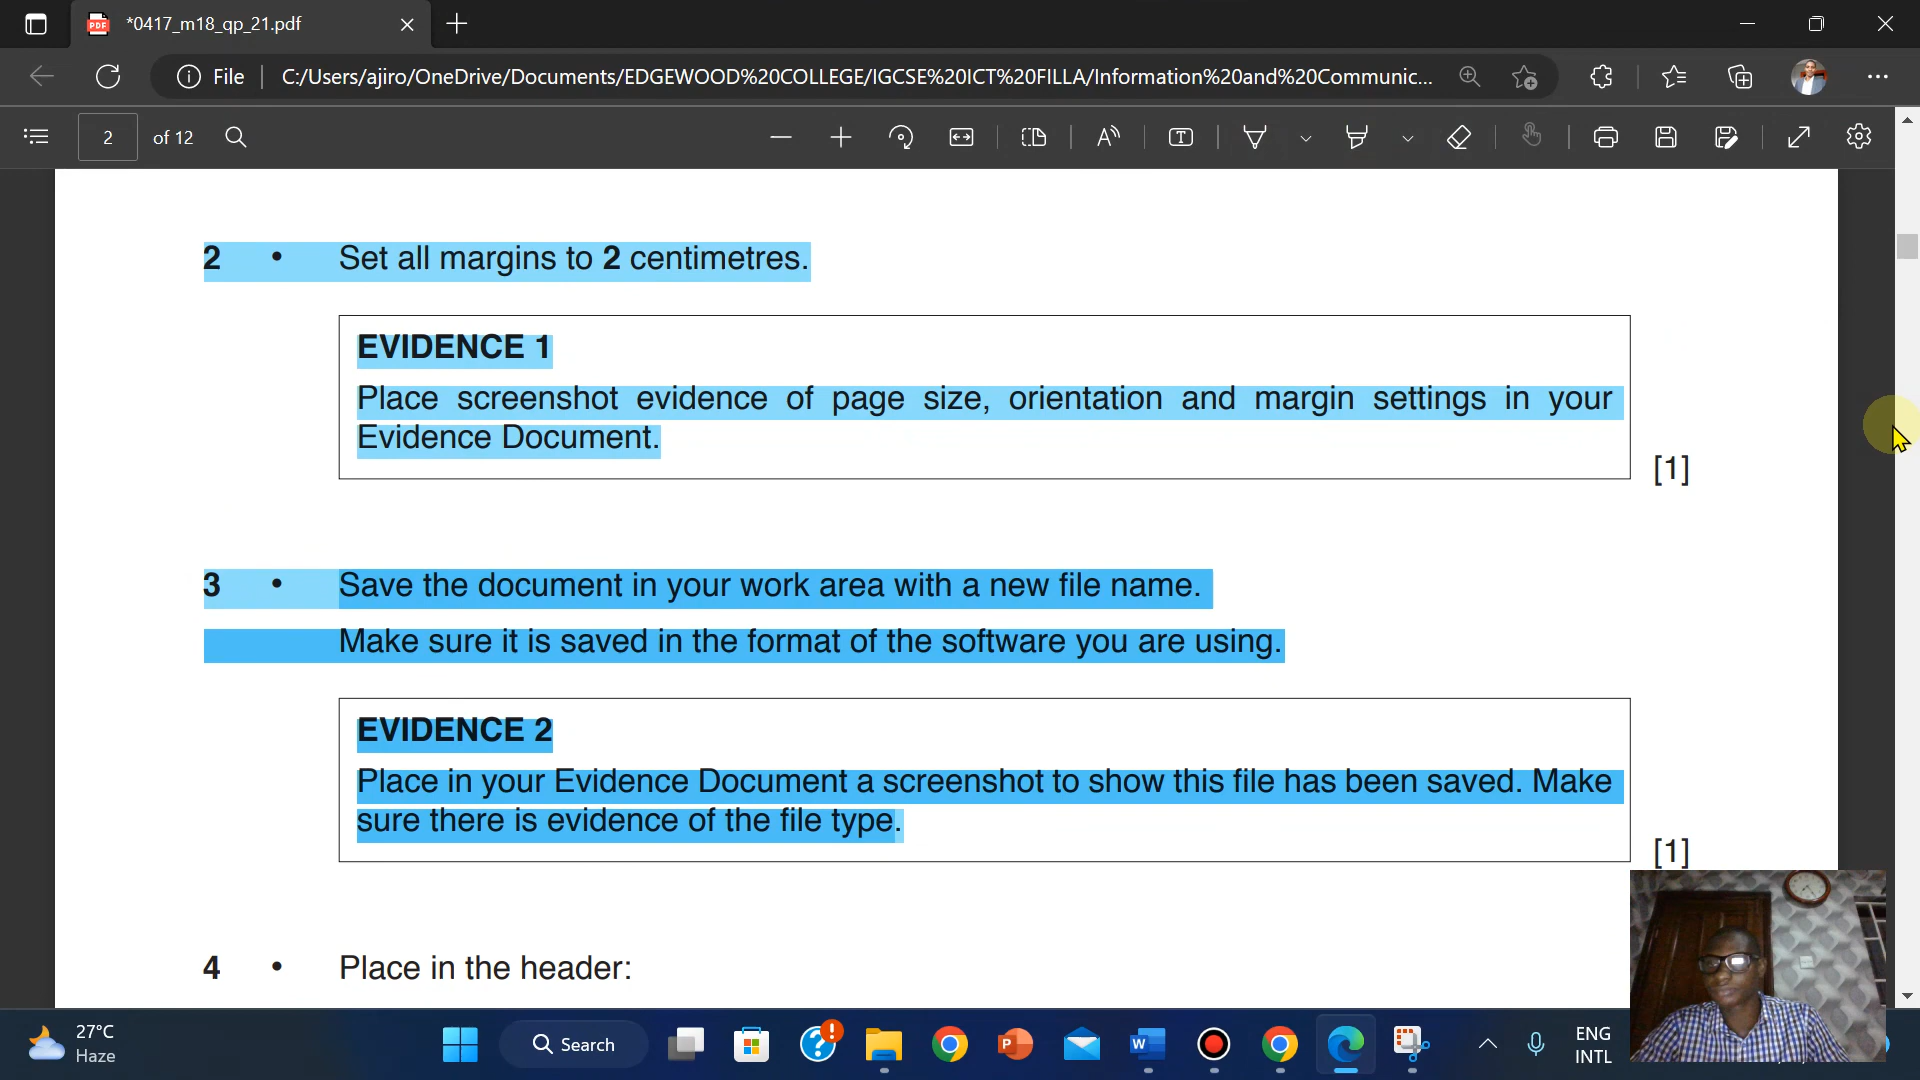 *0417_m18_qp_21.pdf
File
C:/Users/ajiro/OneDrive/Documents/EDGEWOOD%20COLLEGE/IGCSE%20ICT%20FILLA/Information%20and%20Communic...
2 of 12
2 • Set all margins to 2 centimetres.
EVIDENCE 1
Place screenshot evidence of page size, orientation and margin settings in your
Evidence Document.
[1]
3 • Save the document in your work area with a new file name.
Make sure it is saved in the format of the software you are using.
EVIDENCE 2
Place in your Evidence Document a screenshot to show this file has been saved. Make
sure there is evidence of the file type.
[1]
4 • Place in the header:
27°C
Haze
Search
ENG
INTL